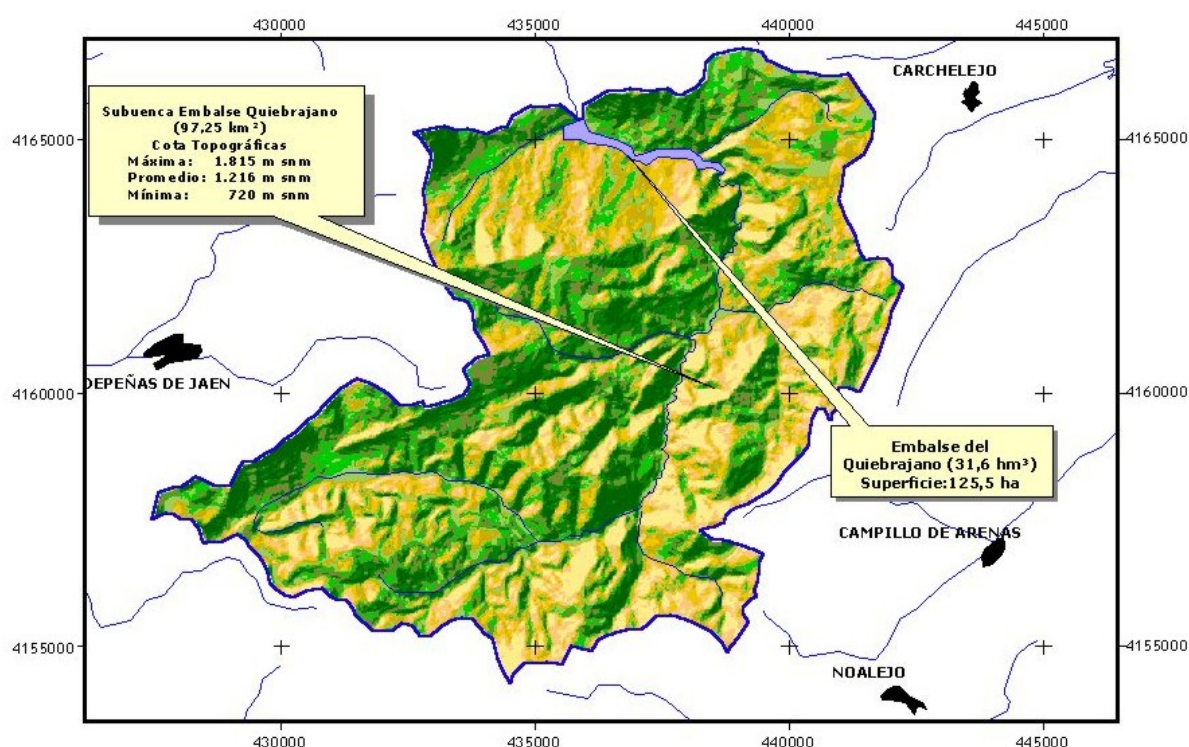 430000 435000 440000 445000
CARCHELEJO
Subuenca Embalse Quiebrajano
(97,25 km²)
Cota Topográficas
Máxima: 1.815 m snm
Promedio: 1.216 m snm
Mínima: 720 m snm
4165000 4165000
DEPEÑAS DE JAEN
4160000 4160000
Embalse del
Quiebrajano (31,6 hm³)
Superficie:125,5 ha
CAMPILLO DE ARENAS
4155000 4155000
NOALEJO
430000 435000 440000 445000